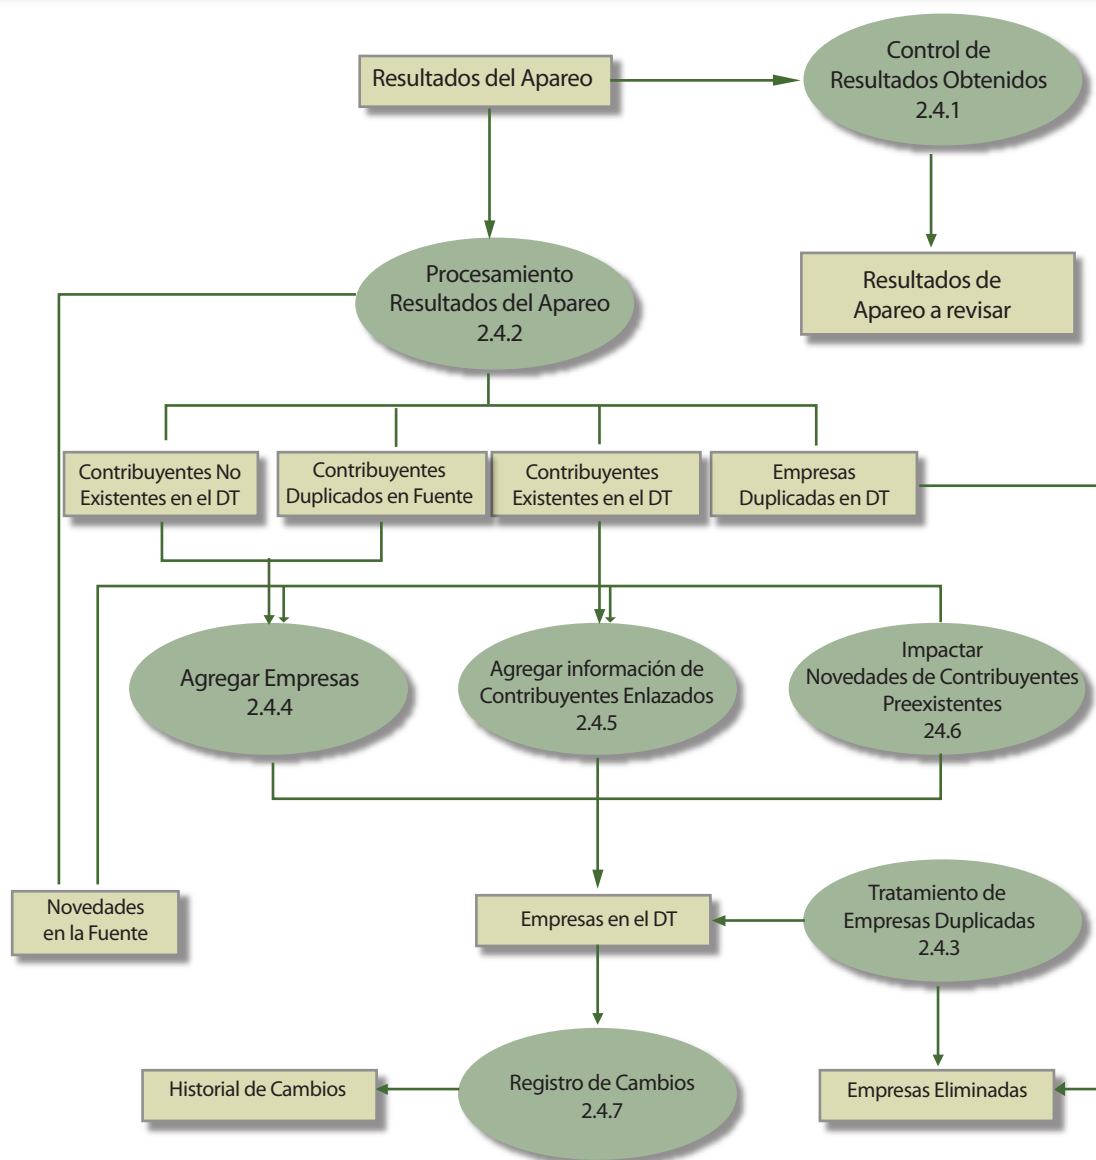 Resultados del Apareo
Control de
Resultados Obtenidos
2.4.1
Procesamiento
Resultados del Apareo
2.4.2
Resultados de
Apareo a revisar
Contribuyentes No
Existentes en el DT
Contribuyentes
Duplicados en Fuente
Contribuyentes
Existentes en el DT
Empresas
Duplicadas en DT
Agregar Empresas
2.4.4
Agregar información de
Contribuyentes Enlazados
2.4.5
Impactar
Novedades de Contribuyentes
Preexistentes
24.6
Novedades
en la Fuente
Empresas en el DT
Tratamiento de
Empresas Duplicadas
2.4.3
Historial de Cambios
Registro de Cambios
2.4.7
Empresas Eliminadas